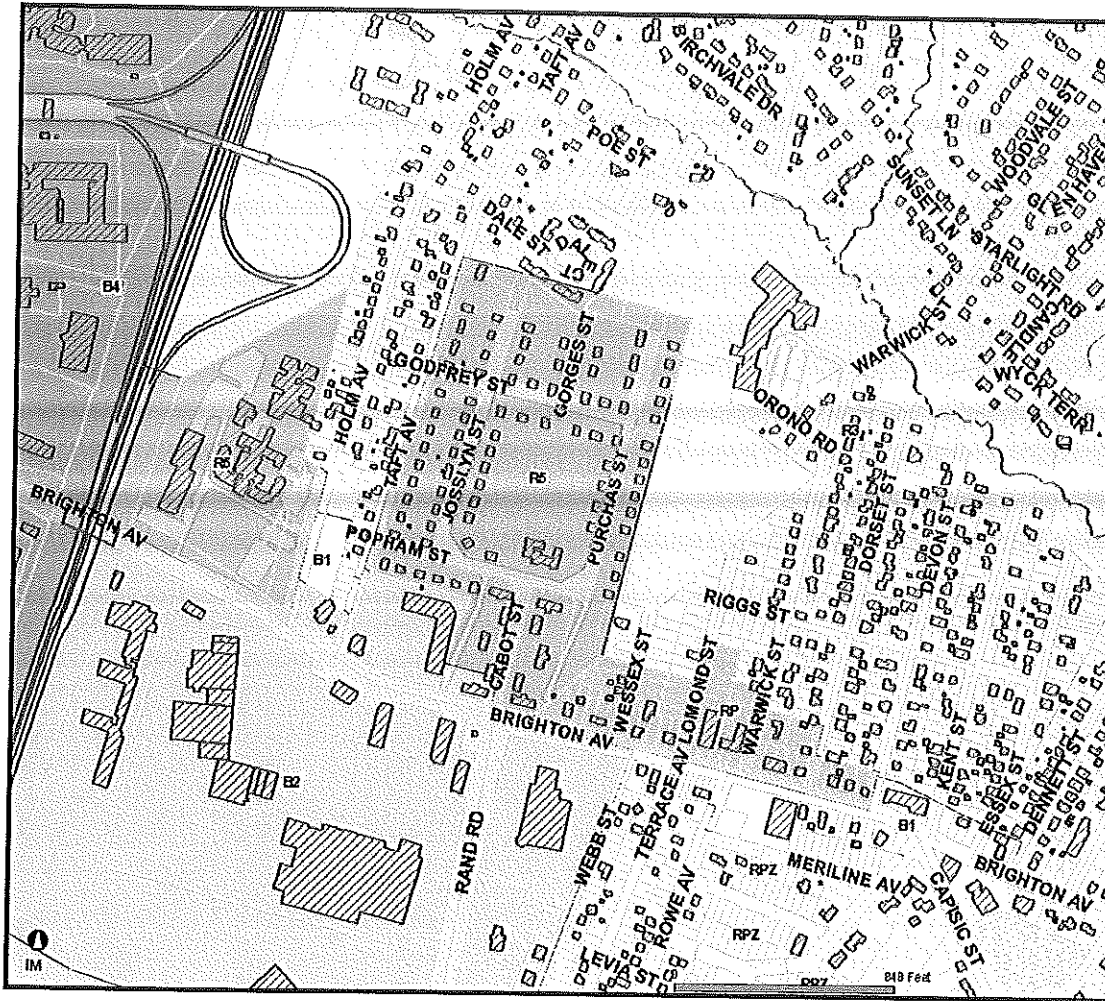 HOLM AV
TAFT AV
BIRCHVALE DR
POE ST
WOODVALE ST
GLEN HAVE
SUNSET LN
STARLIGHT RD
DALE ST
DALE CT
B4
WARWICK ST
CANDLE
WYCK TERR
GODFREY ST
GORGES ST
HOLM AV
ORONO RD
TAFT AV
JOSSLYN ST
R5
PURCHAS ST
DORSET ST
DEVON ST
BRIGHTON AV
POPHAM ST
B1
RIGGS ST
CABOT ST
WESSEX ST
LOMOND ST
WARWICK ST
RP
BRIGHTON AV
TERRACE AV
KENT ST
ESSEX ST
DENNETT ST
B2
B1
RAND RD
WEBB ST
RPZ
MERILINE AV
BRIGHTON AV
ROWE AV
CAPISIC ST
RPZ
IM
LEVIA ST
RPZ
848 Feet